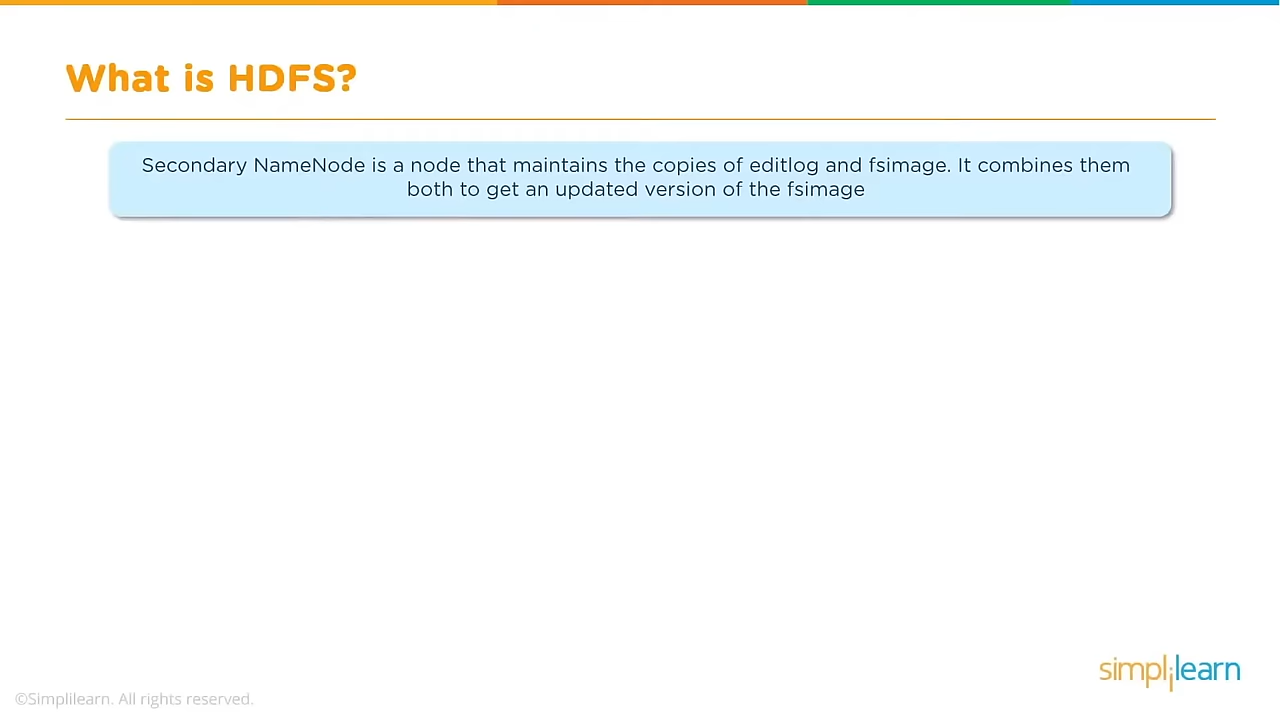 What is HDFS?
Secondary NameNode is a node that maintains the copies of editlog and fsimage. It combines them
both to get an updated version of the fsimage
simplilearn
©Simplilearn. All rights reserved.